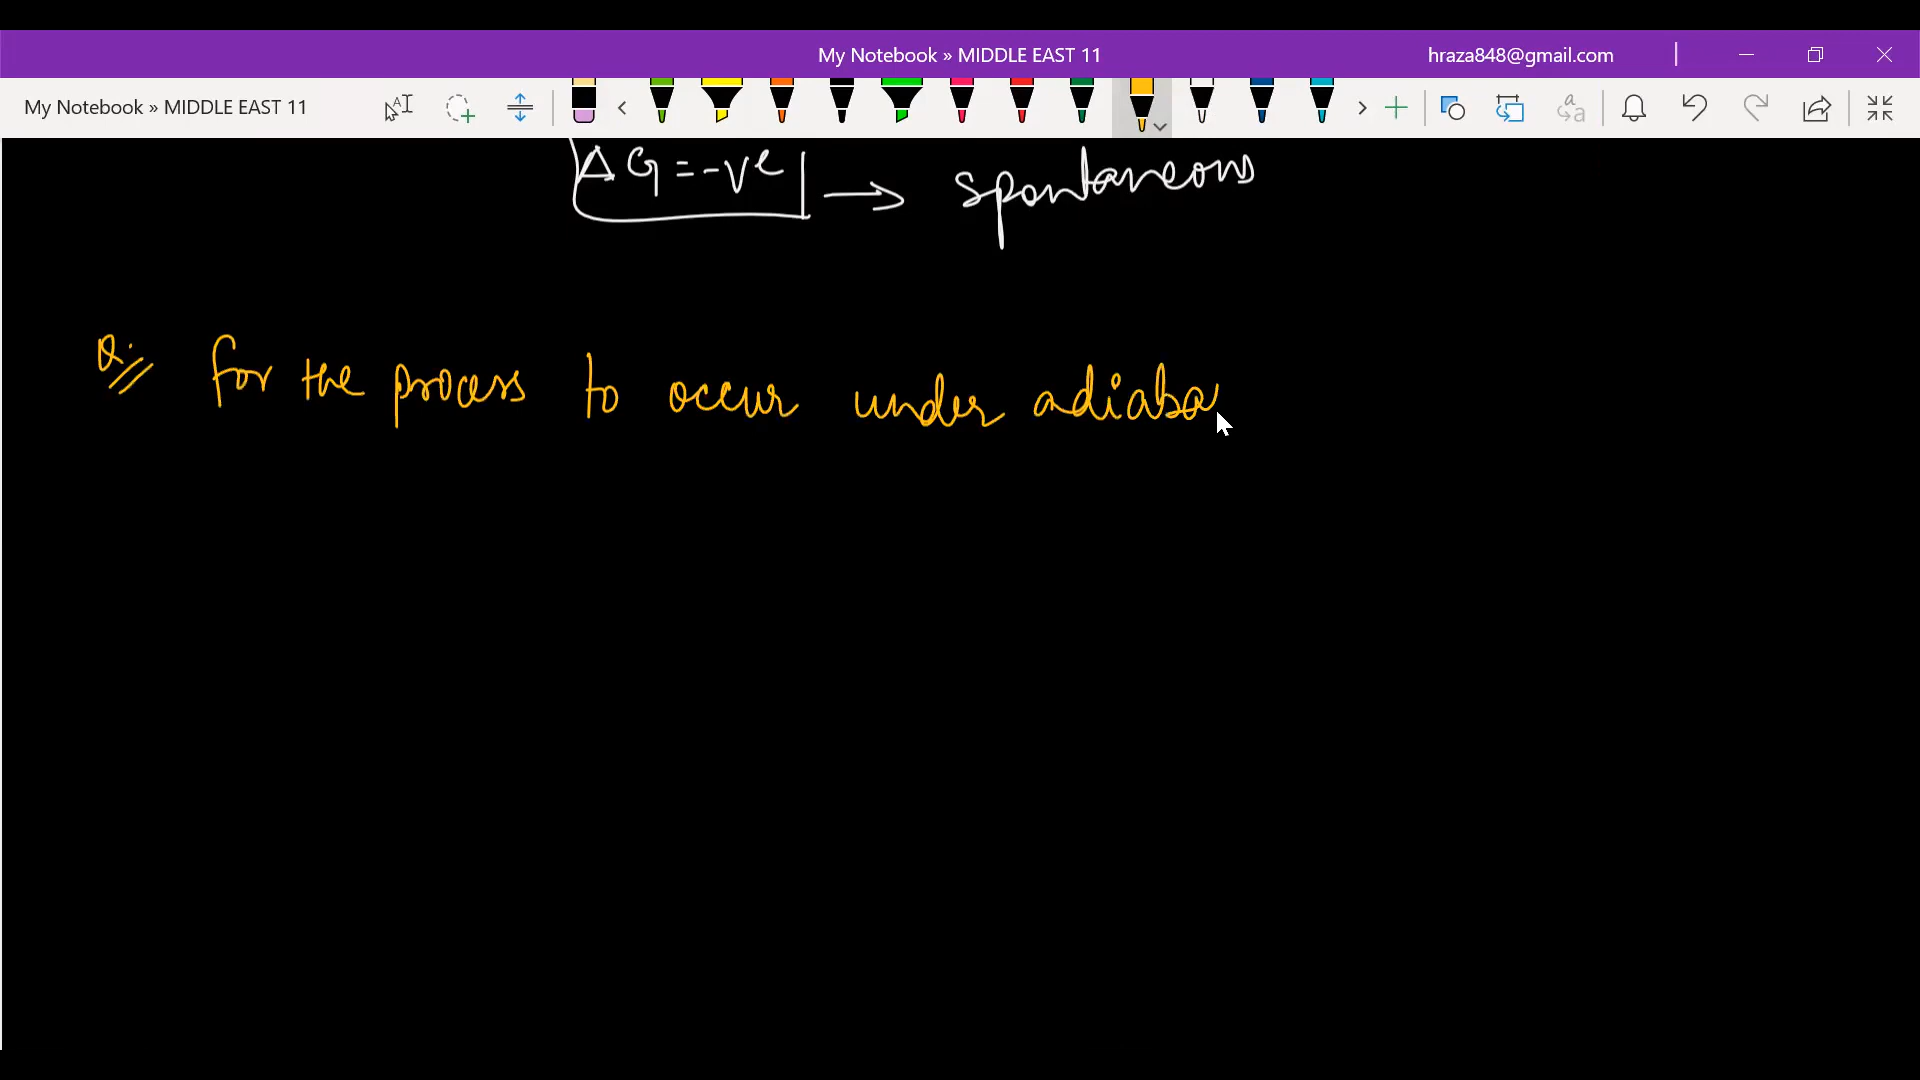 My Notebook » MIDDLE EAST 11
hraza848@gmail.com
My Notebook » MIDDLE EAST 11
ΔG = -ve → spontaneous
Q. for the process to occur under adiaba